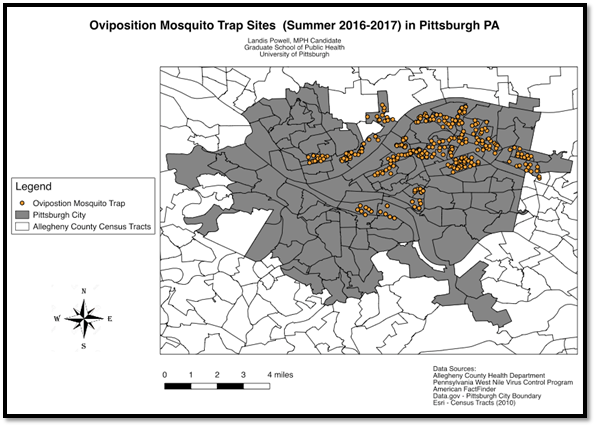 Oviposition Mosquito Trap Sites (Summer 2016-2017) in Pittsburgh PA
Landis Powell, MPH Candidate
Graduate School of Public Health
University of Pittsburgh
Legend
Ovipostion Mosquito Trap
Pittsburgh City
Allegheny County Census Tracts
N
W E
S
0 1 2 3 4 miles
Data Sources:
Allegheny County Health Department
Pennsylvania West Nile Virus Control Program
American FactFinder
Data.gov - Pittsburgh City Boundary
Esri - Census Tracts (2010)